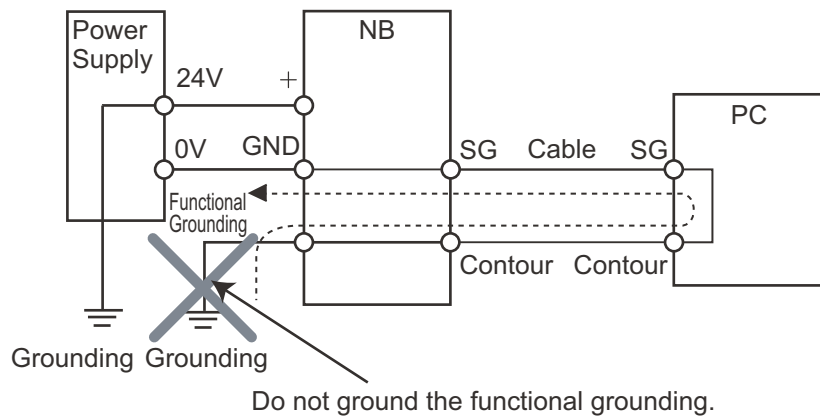 Power
Supply
NB
24V
+
PC
0V
GND
SG
Cable
SG
Functional
Grounding
Contour
Contour
Grounding
Grounding
Do not ground the functional grounding.